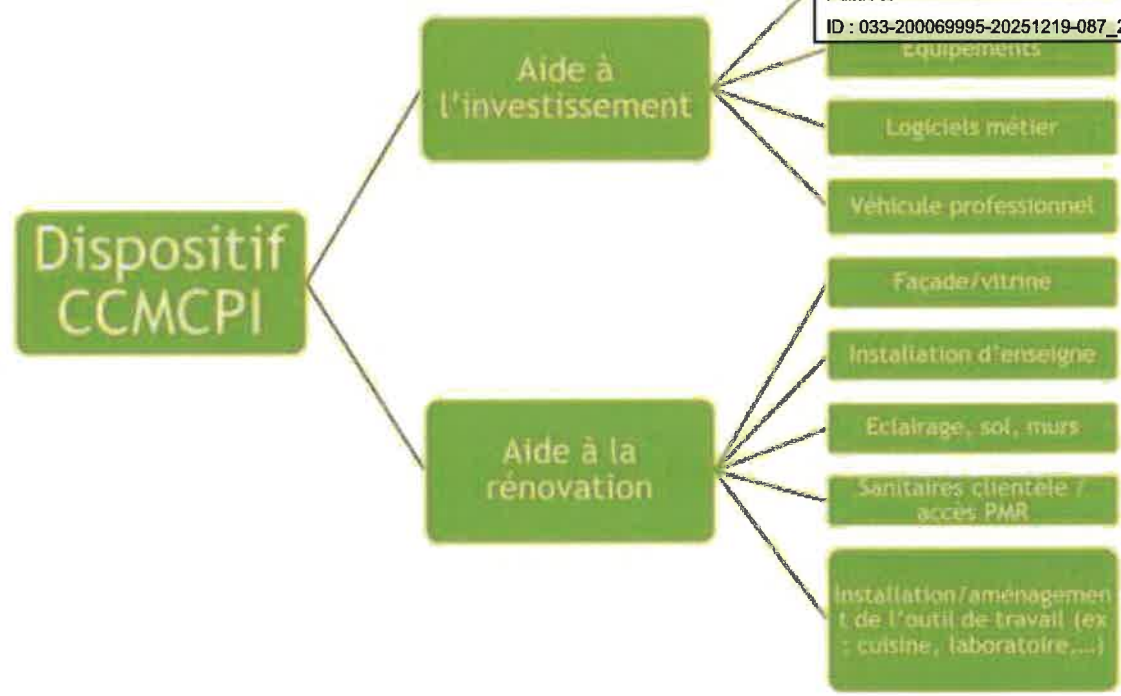 ID : 033-200069995-20251219-087_2
Equipements
Aide à
l'investissement
Logiciels métier
Véhicule professionnel
Dispositif
CCMCPI
Façade/vitrine
Installation d'enseigne
Eclairage, sol, murs
Aide à la
rénovation
Sanitaires clientèle /
accès PMR
Installation/aménagemen
t de l'outil de travail (ex
: cuisine, laboratoire,…)